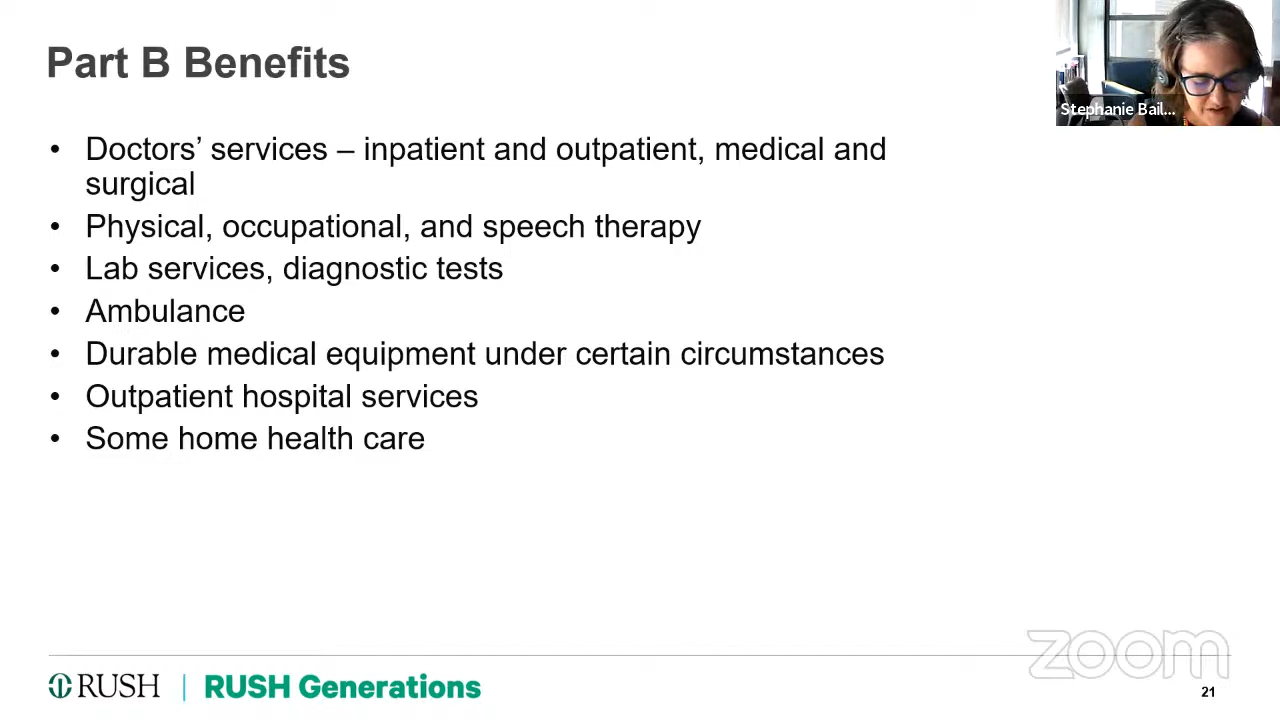 Part B Benefits
Stephanie Bail...
• Doctors’ services – inpatient and outpatient, medical and
surgical
• Physical, occupational, and speech therapy
• Lab services, diagnostic tests
• Ambulance
• Durable medical equipment under certain circumstances
• Outpatient hospital services
• Some home health care
zoom
RUSH | RUSH Generations
21